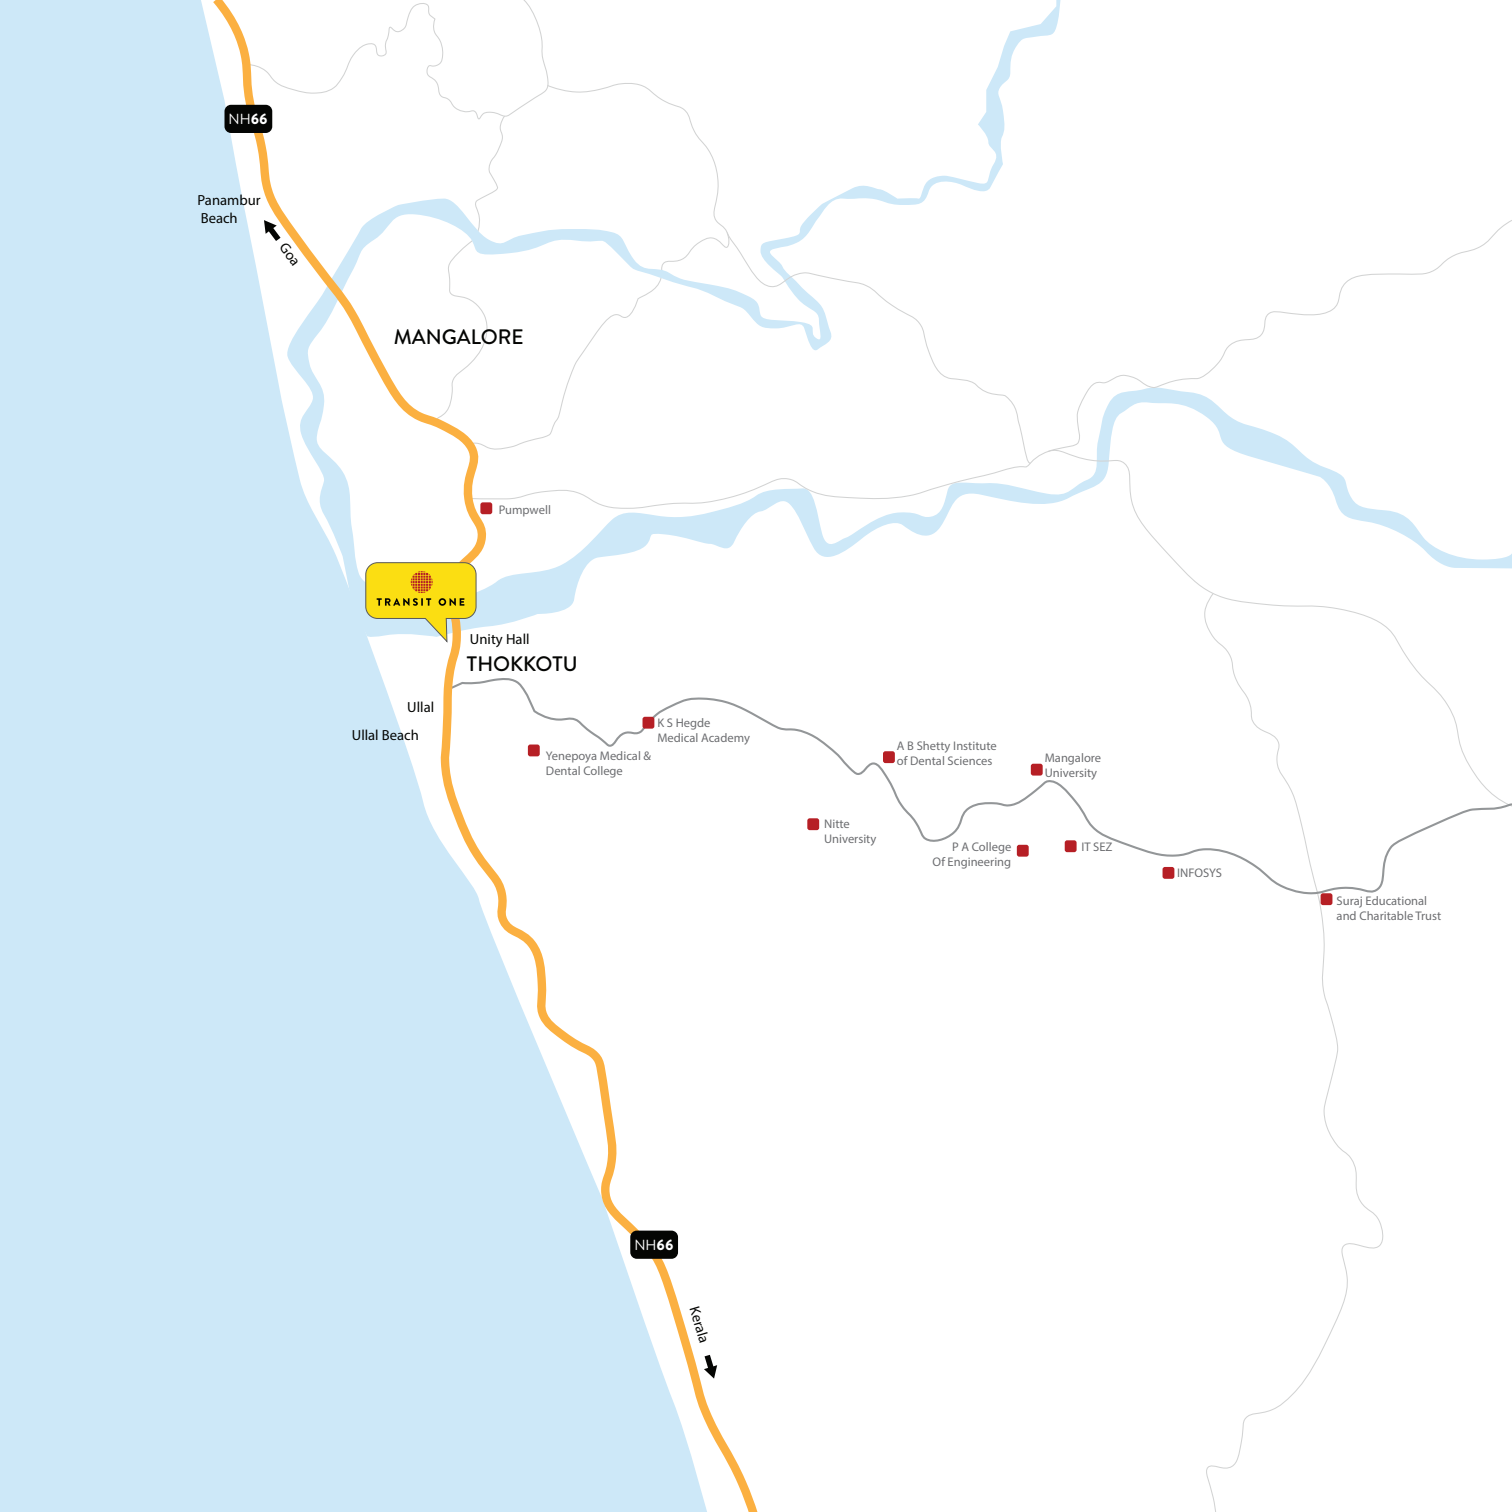 NH66
Panambur
Beach
Goa
MANGALORE
Pumpwell
TRANSIT ONE
Unity Hall
THOKKOTU
Ullal
Ullal Beach
K S Hegde
Medical Academy
Yenepoya Medical &
Dental College
A B Shetty Institute
of Dental Sciences
Mangalore
University
Nitte
University
P A College
Of Engineering
IT SEZ
INFOSYS
Suraj Educational
and Charitable Trust
NH66
Kerala